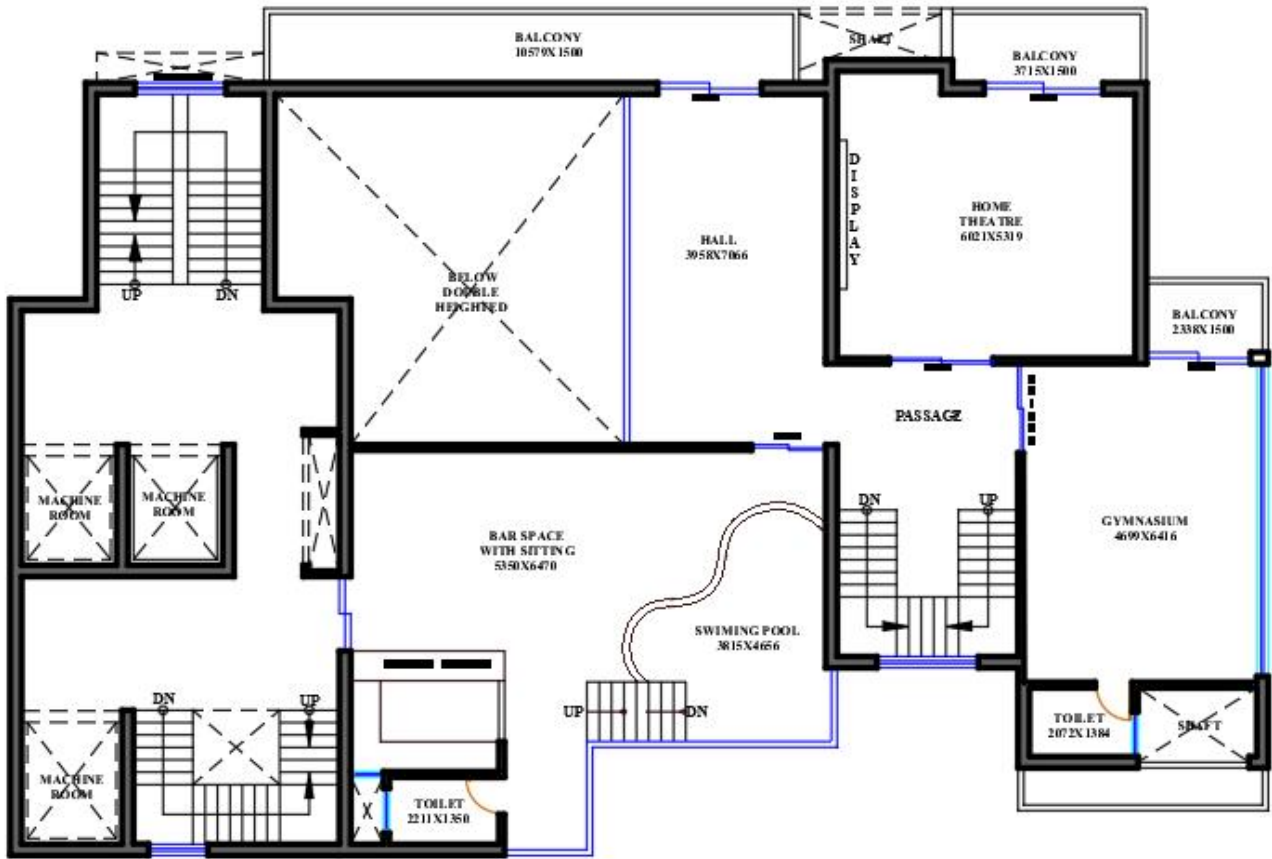 BALCONY
10579X1500
SHAFT
BALCONY
3715X1500
DISPLAY
HOME
THEATRE
6021X5319
HALL
3958X7066
BELOW
DOUBLE
HEIGHTED
UP
DN
BALCONY
2338X1500
PASSAGE
MACHINE
ROOM
MACHINE
ROOM
DN
UP
BAR SPACE
WITH SITTING
5350X6470
GYMNASIUM
4699X6416
SWIMING POOL
3815X4656
DN
UP
UP
DN
TOILET
2072X1384
SHAFT
MACHINE
ROOM
TOILET
2211X1350